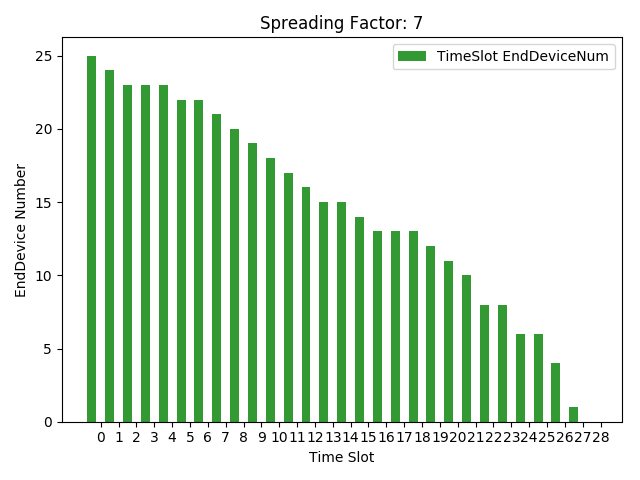 Spreading Factor: 7
TimeSlot EndDeviceNum
EndDevice Number
25
20
15
10
5
0
0 1 2 3 4 5 6 7 8 9 10 11 12 13 14 15 16 17 18 19 20 21 22 23 24 25 26 27 28
Time Slot